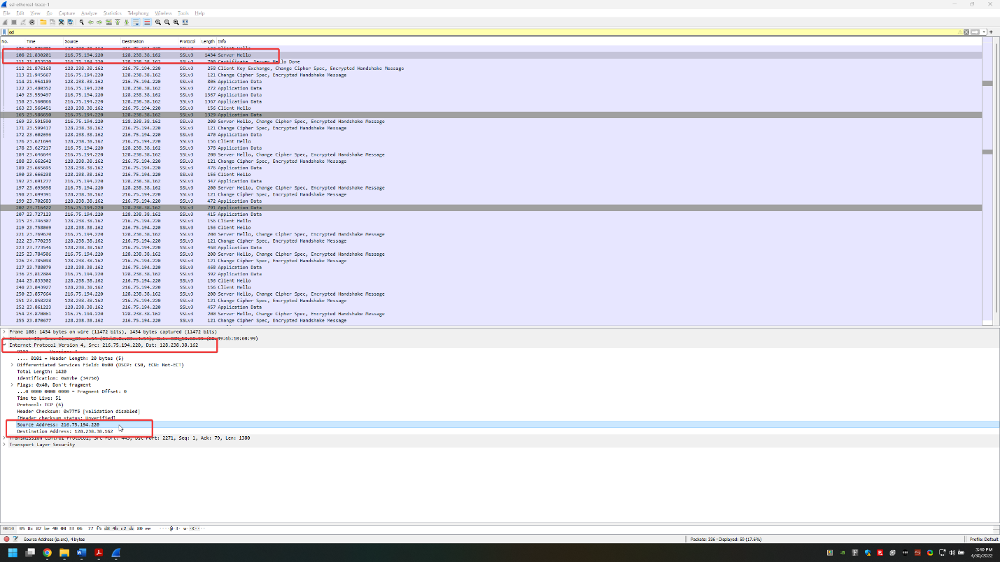 ssl-ethereal-trace-1
File Edit View Go Capture Analyze Statistics Telephony Wireless Tools Help
ssl
No. Time Source Destination Protocol Length Info
108 21.830201 216.75.194.220 128.238.38.162 SSLv3 1434 Server Hello
111 21.853520 216.75.194.220 128.238.38.162 SSLv3 790 Certificate, Server Hello Done
112 21.876168 128.238.38.162 216.75.194.220 SSLv3 258 Client Key Exchange, Change Cipher Spec, Encrypted Handshake Message
113 21.945667 216.75.194.220 128.238.38.162 SSLv3 121 Change Cipher Spec, Encrypted Handshake Message
114 21.954189 128.238.38.162 216.75.194.220 SSLv3 806 Application Data
122 23.480352 216.75.194.220 128.238.38.162 SSLv3 272 Application Data
149 23.559497 216.75.194.220 128.238.38.162 SSLv3 1367 Application Data
158 23.560866 216.75.194.220 128.238.38.162 SSLv3 1367 Application Data
163 23.566451 128.238.38.162 216.75.194.220 SSLv3 156 Client Hello
165 23.586650 216.75.194.220 128.238.38.162 SSLv3 1329 Application Data
169 23.591590 216.75.194.220 128.238.38.162 SSLv3 200 Server Hello, Change Cipher Spec, Encrypted Handshake Message
171 23.599417 128.238.38.162 216.75.194.220 SSLv3 121 Change Cipher Spec, Encrypted Handshake Message
172 23.602696 128.238.38.162 216.75.194.220 SSLv3 470 Application Data
176 23.621694 128.238.38.162 216.75.194.220 SSLv3 156 Client Hello
178 23.627217 216.75.194.220 128.238.38.162 SSLv3 378 Application Data
184 23.646644 216.75.194.220 128.238.38.162 SSLv3 200 Server Hello, Change Cipher Spec, Encrypted Handshake Message
188 23.662642 128.238.38.162 216.75.194.220 SSLv3 121 Change Cipher Spec, Encrypted Handshake Message
189 23.665695 128.238.38.162 216.75.194.220 SSLv3 476 Application Data
190 23.666238 128.238.38.162 216.75.194.220 SSLv3 156 Client Hello
192 23.691277 216.75.194.220 128.238.38.162 SSLv3 347 Application Data
197 23.693698 216.75.194.220 128.238.38.162 SSLv3 200 Server Hello, Change Cipher Spec, Encrypted Handshake Message
198 23.699391 128.238.38.162 216.75.194.220 SSLv3 121 Change Cipher Spec, Encrypted Handshake Message
199 23.702683 128.238.38.162 216.75.194.220 SSLv3 472 Application Data
202 23.716422 216.75.194.220 128.238.38.162 SSLv3 791 Application Data
207 23.727123 216.75.194.220 128.238.38.162 SSLv3 415 Application Data
215 23.746307 128.238.38.162 216.75.194.220 SSLv3 156 Client Hello
219 23.758069 128.238.38.162 216.75.194.220 SSLv3 156 Client Hello
221 23.769670 216.75.194.220 128.238.38.162 SSLv3 200 Server Hello, Change Cipher Spec, Encrypted Handshake Message
222 23.770235 128.238.38.162 216.75.194.220 SSLv3 121 Change Cipher Spec, Encrypted Handshake Message
223 23.773546 128.238.38.162 216.75.194.220 SSLv3 468 Application Data
225 23.784506 216.75.194.220 128.238.38.162 SSLv3 200 Server Hello, Change Cipher Spec, Encrypted Handshake Message
226 23.785098 128.238.38.162 216.75.194.220 SSLv3 121 Change Cipher Spec, Encrypted Handshake Message
227 23.788079 128.238.38.162 216.75.194.220 SSLv3 468 Application Data
236 23.812804 216.75.194.220 128.238.38.162 SSLv3 392 Application Data
244 23.833302 128.238.38.162 216.75.194.220 SSLv3 156 Client Hello
248 23.843927 128.238.38.162 216.75.194.220 SSLv3 156 Client Hello
250 23.857664 216.75.194.220 128.238.38.162 SSLv3 200 Server Hello, Change Cipher Spec, Encrypted Handshake Message
251 23.858228 128.238.38.162 216.75.194.220 SSLv3 121 Change Cipher Spec, Encrypted Handshake Message
252 23.861223 128.238.38.162 216.75.194.220 SSLv3 457 Application Data
254 23.870061 216.75.194.220 128.238.38.162 SSLv3 200 Server Hello, Change Cipher Spec, Encrypted Handshake Message
255 23.870677 128.238.38.162 216.75.194.220 SSLv3 121 Change Cipher Spec, Encrypted Handshake Message
Frame 108: 1434 bytes on wire (11472 bits), 1434 bytes captured (11472 bits)
Internet Protocol Version 4, Src: 216.75.194.220, Dst: 128.238.38.162
.... 0101 = Header Length: 20 bytes (5)
Differentiated Services Field: 0x00 (DSCP: CS0, ECN: Not-ECT)
Total Length: 1420
Identification: 0x87be (34750)
Flags: 0x40, Don't fragment
...0 0000 0000 0000 = Fragment Offset: 0
Time to Live: 51
Protocol: TCP (6)
Header Checksum: 0x77f5 [validation disabled]
[Header checksum status: Unverified]
Source Address: 216.75.194.220
Destination Address: 128.238.38.162
Transmission Control Protocol, Src Port: 443, Dst Port: 2271, Seq: 1, Ack: 79, Len: 1380
Transport Layer Security
0010 05 8c 87 be 40 00 33 06 77 f5 d8 4b c2 dc 80 ee ····@·3· w··K····
Source Address (ip.src), 4 bytes Packets: 336 · Displayed: 59 (17.6%) Profile: Default
3:40 PM
4/30/2022